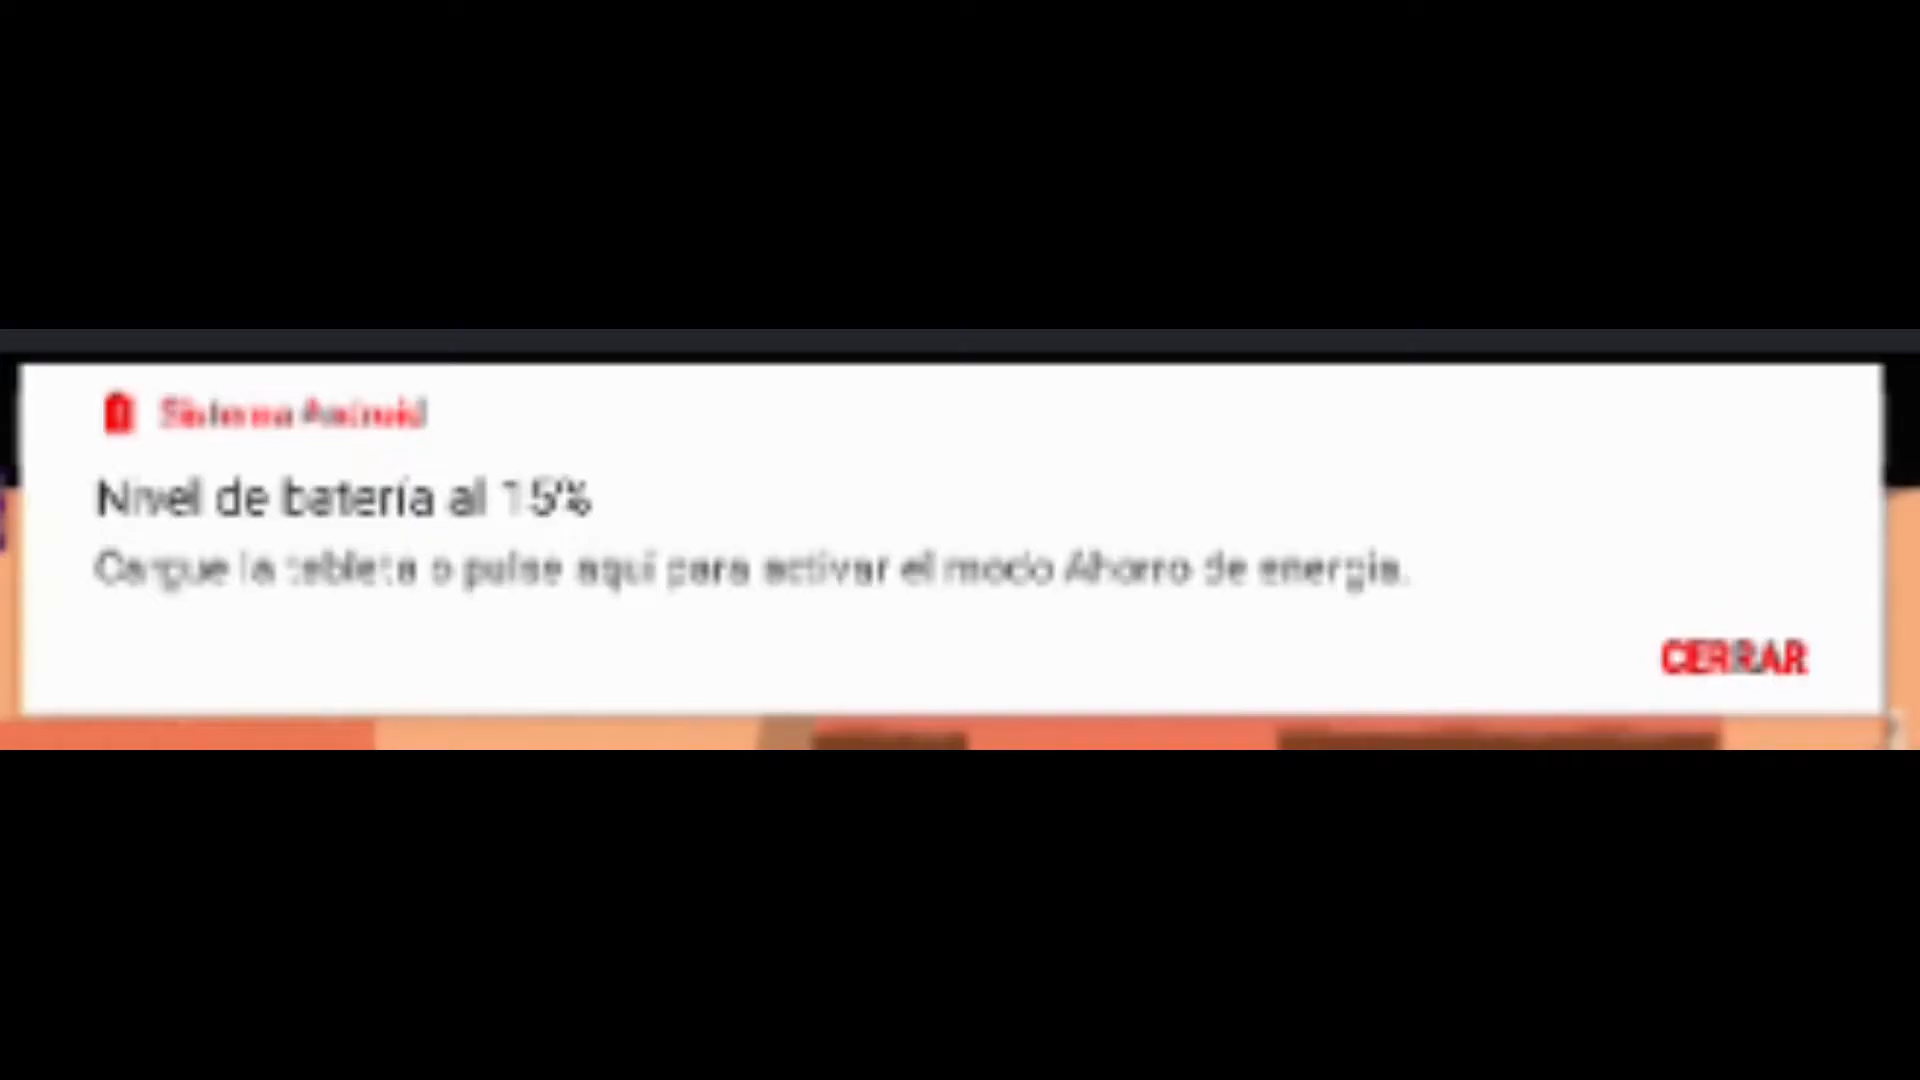 Sistema Android
Nivel de batería al 15%
Cargue la tableta o pulse aquí para activar el modo Ahorro de energía.
CERRAR